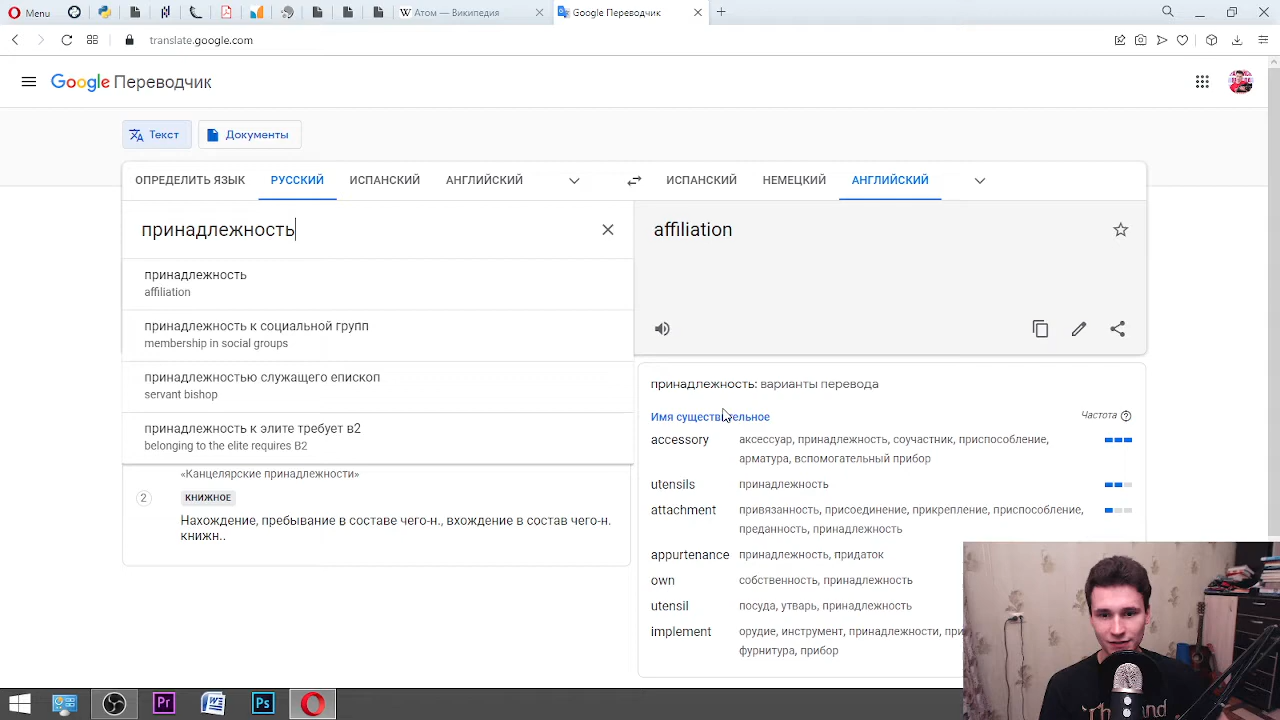 Menu
Атом — Википедия
Google Переводчик
translate.google.com
Google Переводчик
Текст
Документы
ОПРЕДЕЛИТЬ ЯЗЫК РУССКИЙ ИСПАНСКИЙ АНГЛИЙСКИЙ
ИСПАНСКИЙ НЕМЕЦКИЙ АНГЛИЙСКИЙ
принадлежность
принадлежность
affiliation
принадлежность к социальной групп
membership in social groups
принадлежностью служащего епископ
servant bishop
принадлежность к элите требует в2
belonging to the elite requires B2
«Канцелярские принадлежности»
2
КНИЖНОЕ
Нахождение, пребывание в составе чего-н., вхождение в состав чего-н.
книжн..
affiliation
принадлежность: варианты перевода
Имя существительное
Частота
accessory
аксессуар, принадлежность, соучастник, приспособление,
арматура, вспомогательный прибор
utensils
принадлежность
attachment
привязанность, присоединение, прикрепление, приспособление,
преданность, принадлежность
appurtenance
принадлежность, придаток
own
собственность, принадлежность
utensil
посуда, утварь, принадлежность
implement
орудие, инструмент, принадлежности, при
фурнитура, прибор
Pr
W
Ps